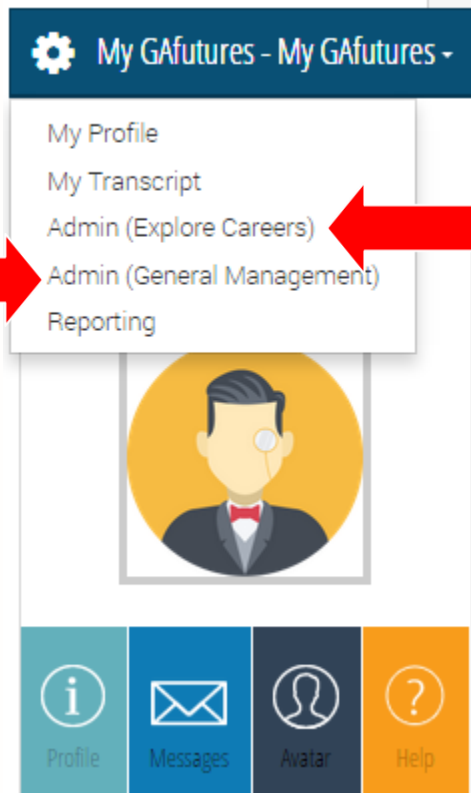 My GAfutures - My GAfutures
My Profile
My Transcript
Admin (Explore Careers)
Admin (General Management)
Reporting
Profile
Messages
Avatar
Help